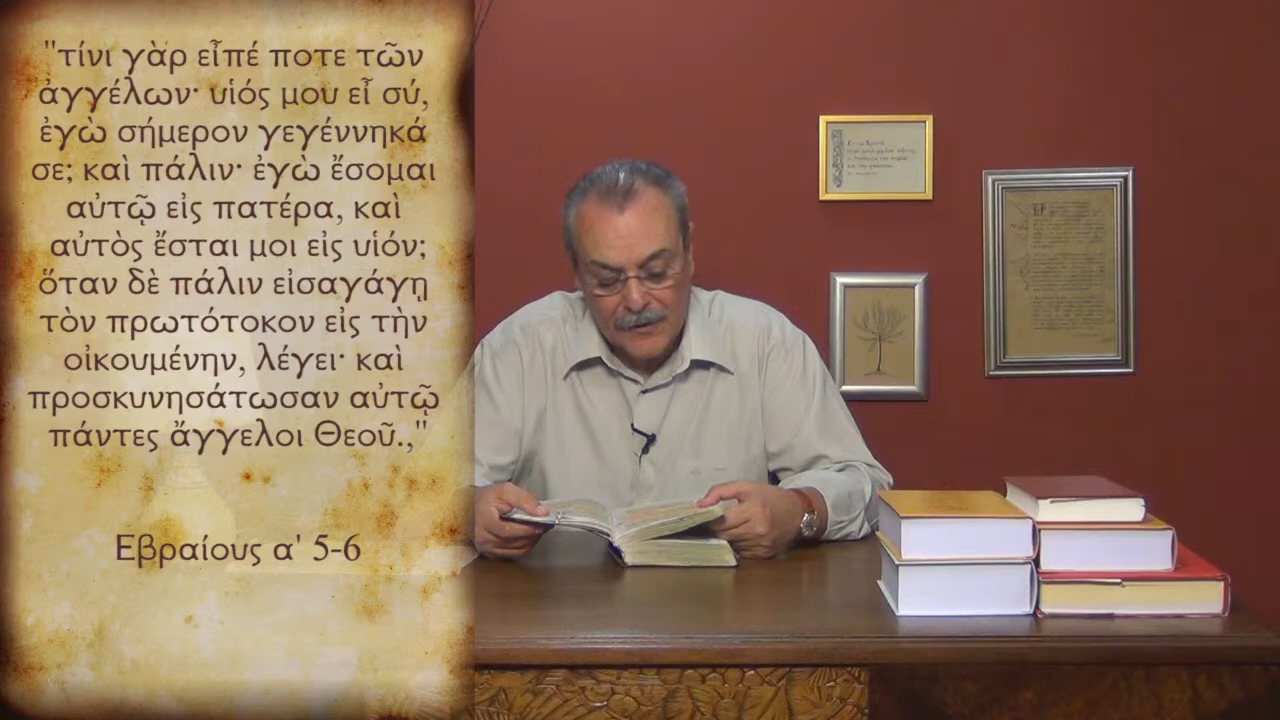 "τίνι γὰρ εἶπέ ποτε τῶν
ἀγγέλων· υἱός μου εἶ σύ,
ἐγὼ σήμερον γεγέννηκά
σε; καὶ πάλιν· ἐγὼ ἔσομαι
αὐτῷ εἰς πατέρα, καὶ
αὐτὸς ἔσται μοι εἰς υἱόν;
ὅταν δὲ πάλιν εἰσαγάγῃ
τὸν πρωτότοκον εἰς τὴν
οἰκουμένην, λέγει· καὶ
προσκυνησάτωσαν αὐτῷ
πάντες ἄγγελοι Θεοῦ.,"
Εβραίους α' 5-6